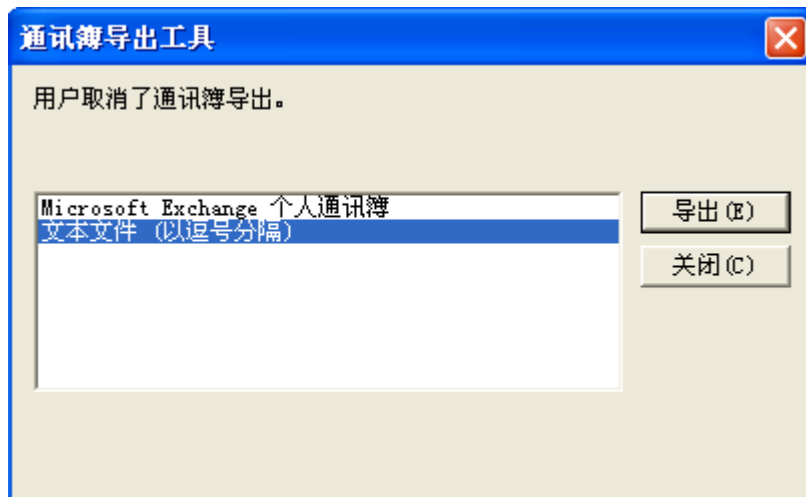 通讯簿导出工具
用户取消了通讯簿导出。
Microsoft Exchange 个人通讯簿
文本文件 (以逗号分隔)
导出(E)
关闭(C)